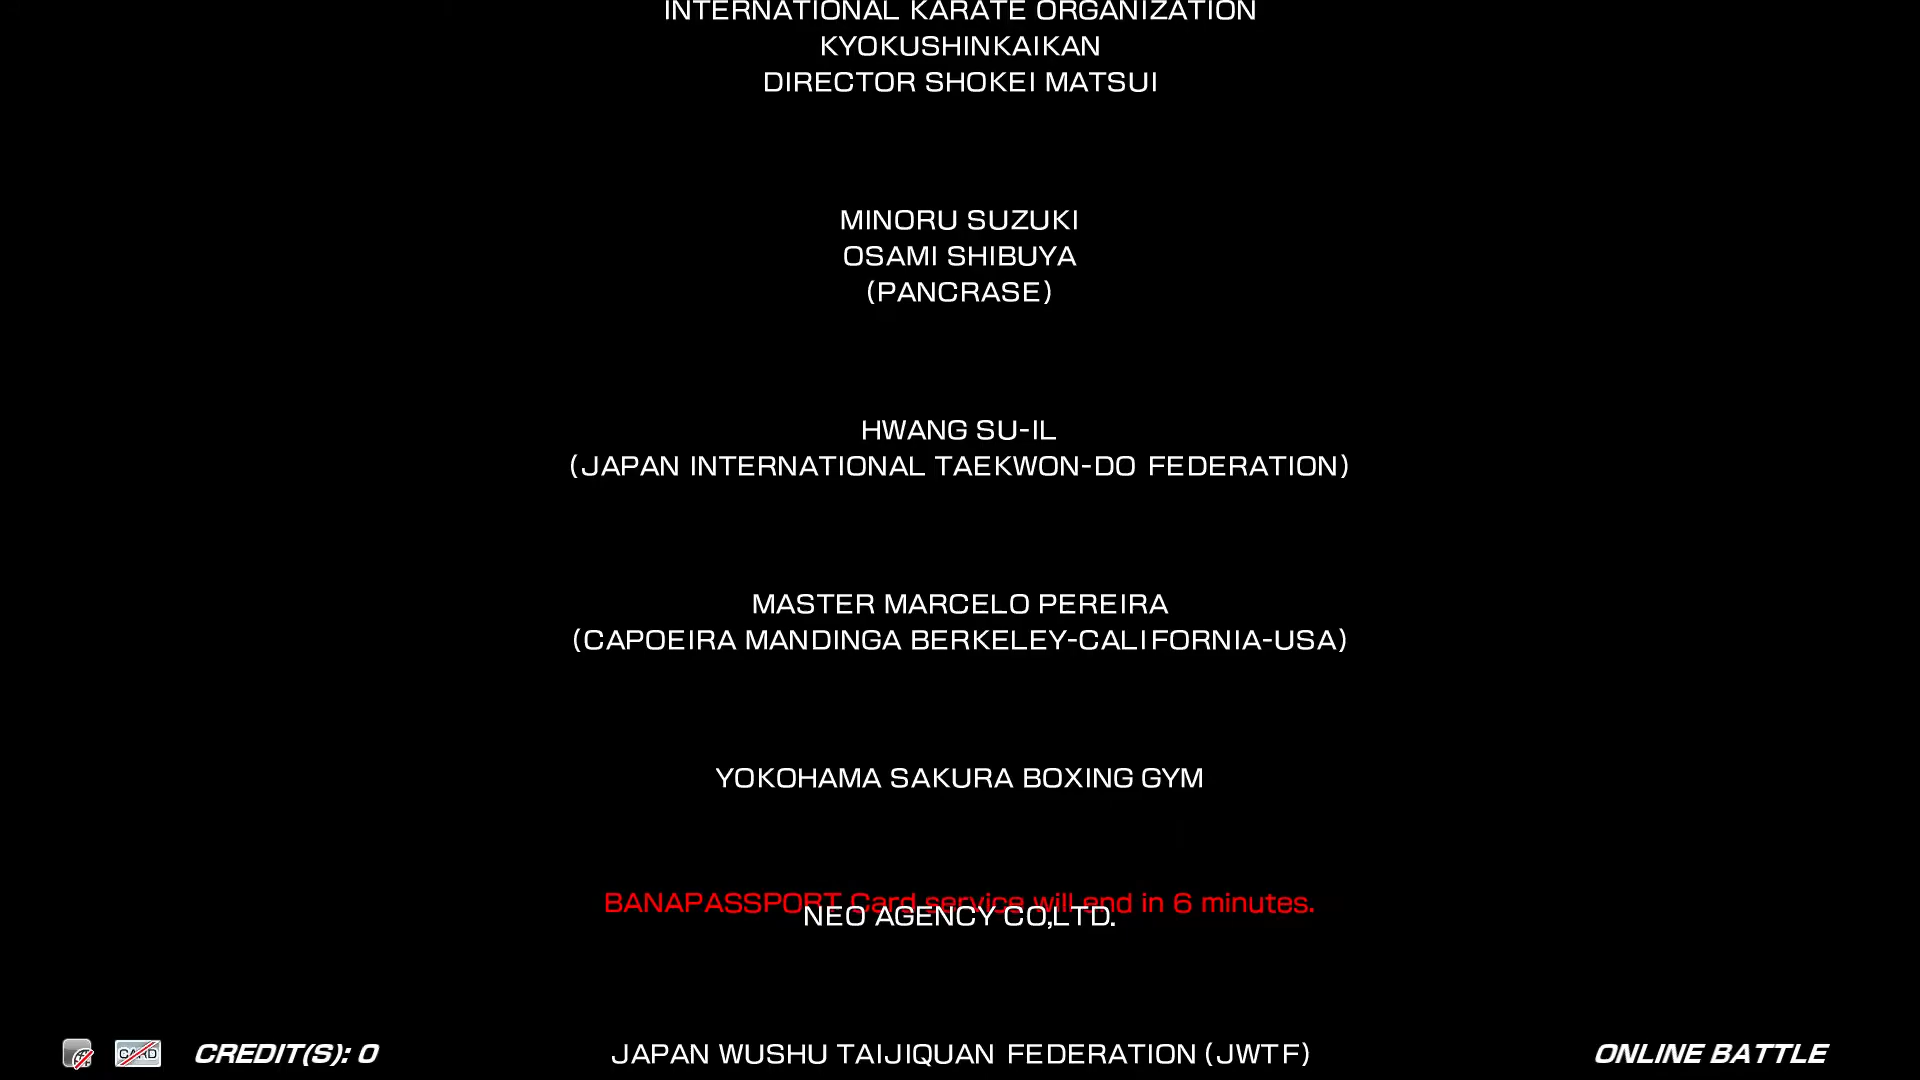 INTERNATIONAL KARATE ORGANIZATION
KYOKUSHINKAIKAN
DIRECTOR SHOKEI MATSUI
MINORU SUZUKI
OSAMI SHIBUYA
(PANCRASE)
HWANG SU-IL
(JAPAN INTERNATIONAL TAEKWON-DO FEDERATION)
MASTER MARCELO PEREIRA
(CAPOEIRA MANDINGA BERKELEY-CALIFORNIA-USA)
YOKOHAMA SAKURA BOXING GYM
BANAPASSPORT Card service will end in 6 minutes.
NEO AGENCY CO,LTD.
CARD
CREDIT(S): 0
JAPAN WUSHU TAIJIQUAN FEDERATION (JWTF)
ONLINE BATTLE